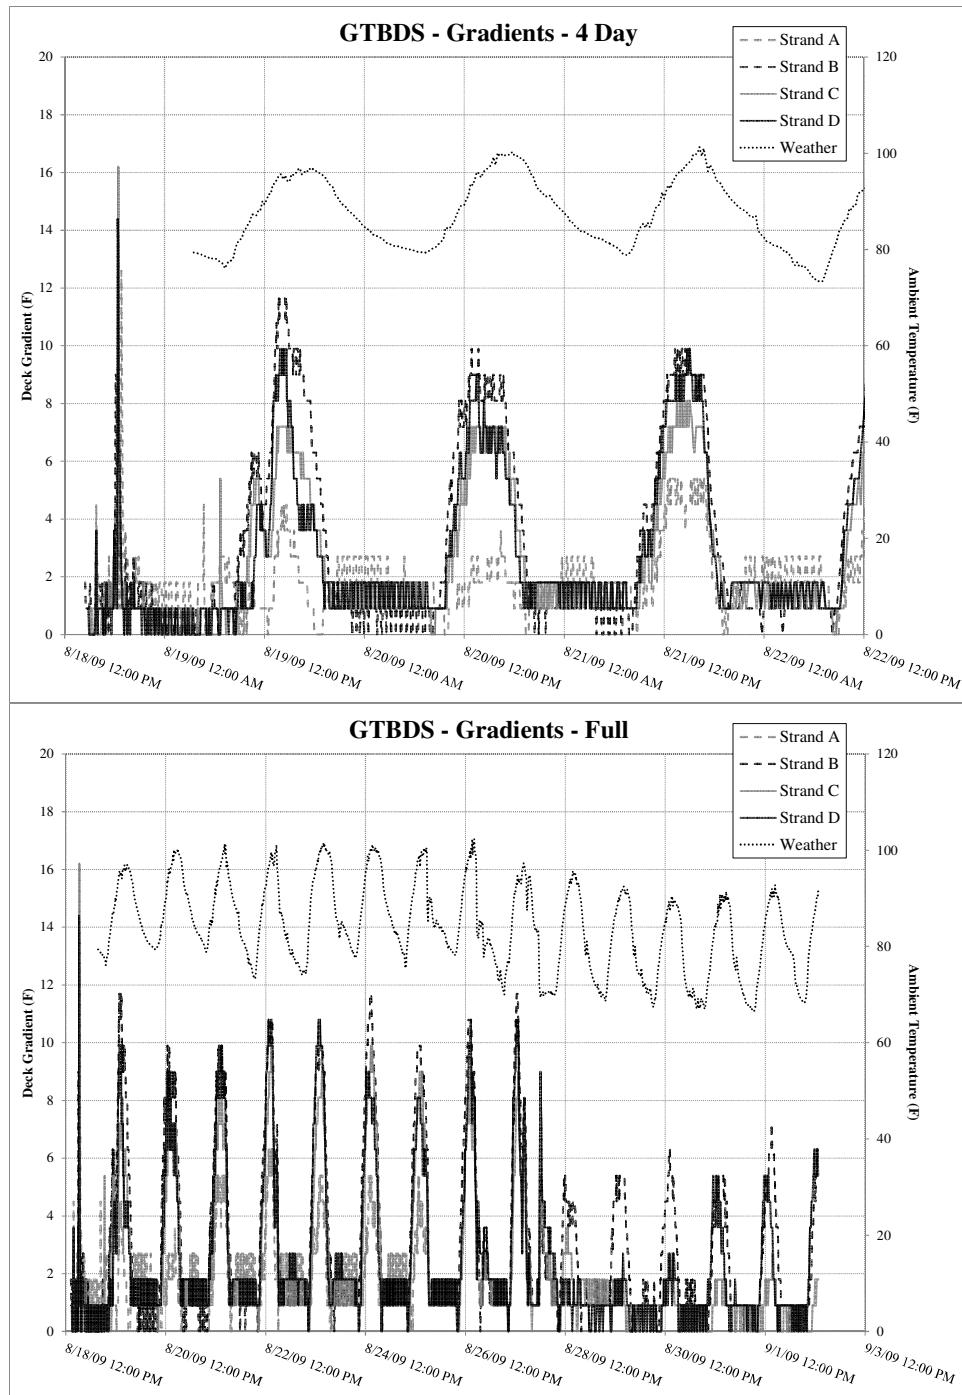 GTBDS - Gradients - 4 Day
Strand A
Strand B
Strand C
Strand D
Weather
20
18
16
14
12
10
8
6
4
2
0
Deck Gradient (F)
120
100
80
60
40
20
0
Ambient Temperature (F)
8/18/09 12:00 PM
8/19/09 12:00 AM
8/19/09 12:00 PM
8/20/09 12:00 AM
8/20/09 12:00 PM
8/21/09 12:00 AM
8/21/09 12:00 PM
8/22/09 12:00 AM
8/22/09 12:00 PM
GTBDS - Gradients - Full
Strand A
Strand B
Strand C
Strand D
Weather
20
18
16
14
12
10
8
6
4
2
0
Deck Gradient (F)
120
100
80
60
40
20
0
Ambient Temperature (F)
8/18/09 12:00 PM
8/20/09 12:00 PM
8/22/09 12:00 PM
8/24/09 12:00 PM
8/26/09 12:00 PM
8/28/09 12:00 PM
8/30/09 12:00 PM
9/1/09 12:00 PM
9/3/09 12:00 PM